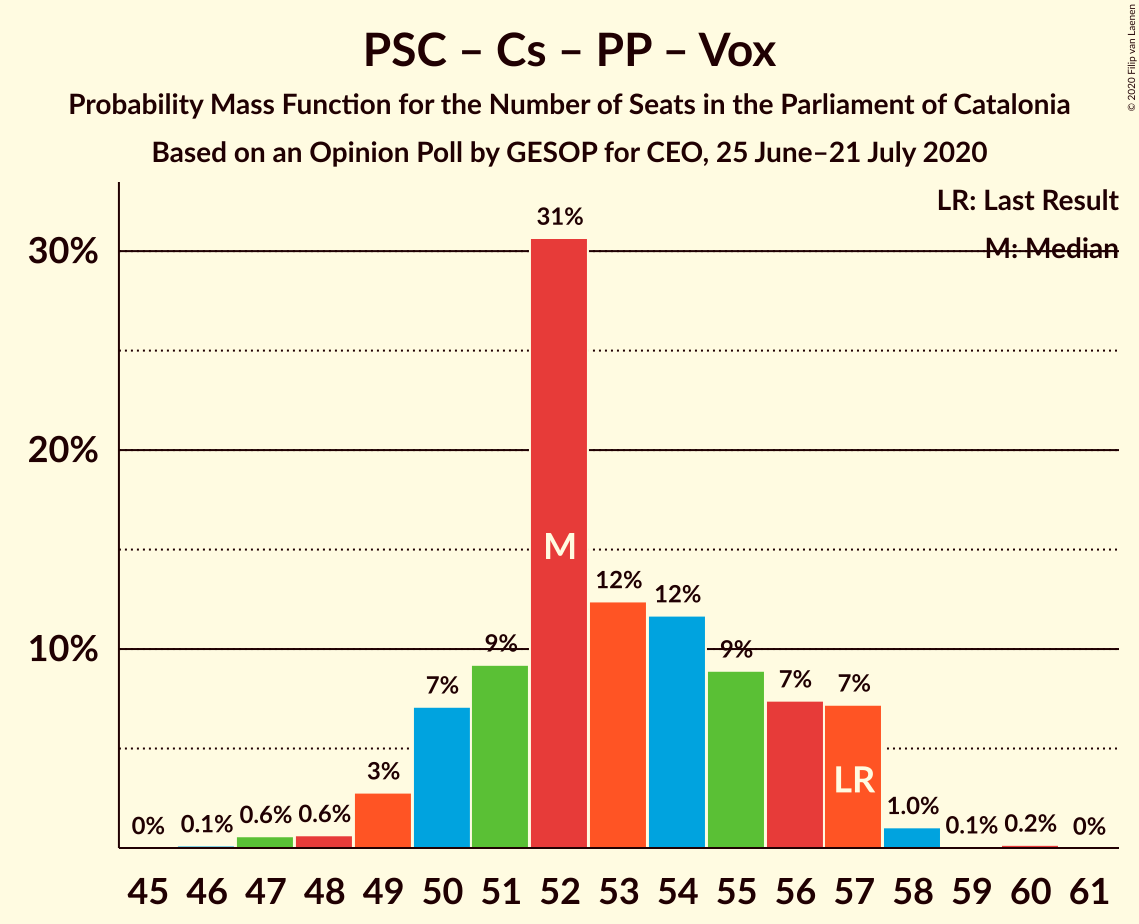 PSC – Cs – PP – Vox
Probability Mass Function for the Number of Seats in the Parliament of Catalonia
Based on an Opinion Poll by GESOP for CEO, 25 June–21 July 2020
© 2020 Filip van Laenen
LR: Last Result
M: Median
30%
20%
10%
0%
0.1%
0.6%
0.6%
3%
7%
9%
31%
M
12%
12%
9%
7%
7%
LR
1.0%
0.1%
0.2%
0%
45 46 47 48 49 50 51 52 53 54 55 56 57 58 59 60 61